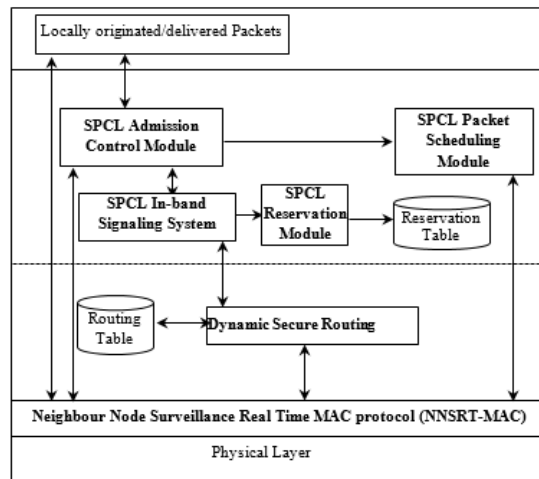 Locally originated/delivered Packets
SPCL Admission
Control Module
SPCL Packet
Scheduling
Module
SPCL In-band
Signaling System
SPCL
Reservation
Module
Reservation
Table
Routing
Table
Dynamic Secure Routing
Neighbour Node Surveillance Real Time MAC protocol (NNSRT-MAC)
Physical Layer